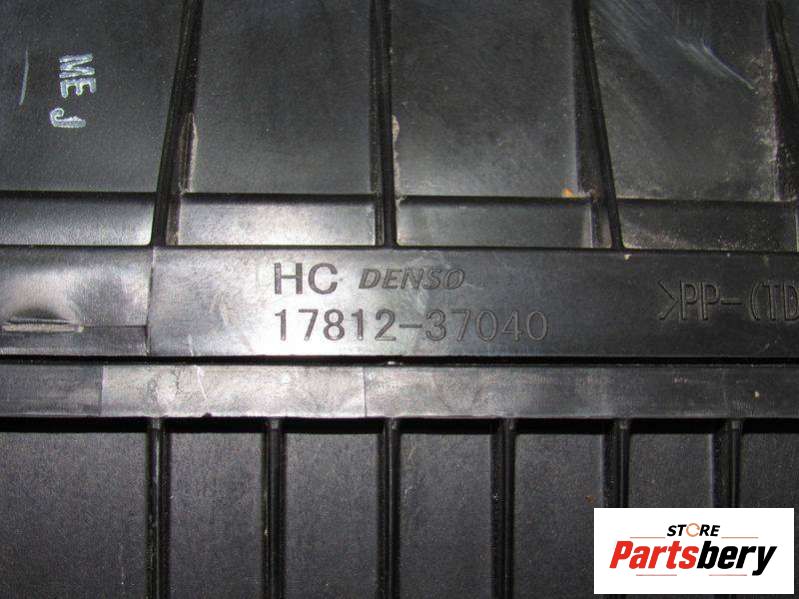 ME J
HC DENSO
17812-37040
>PP-(TD
STORE
Partsbery